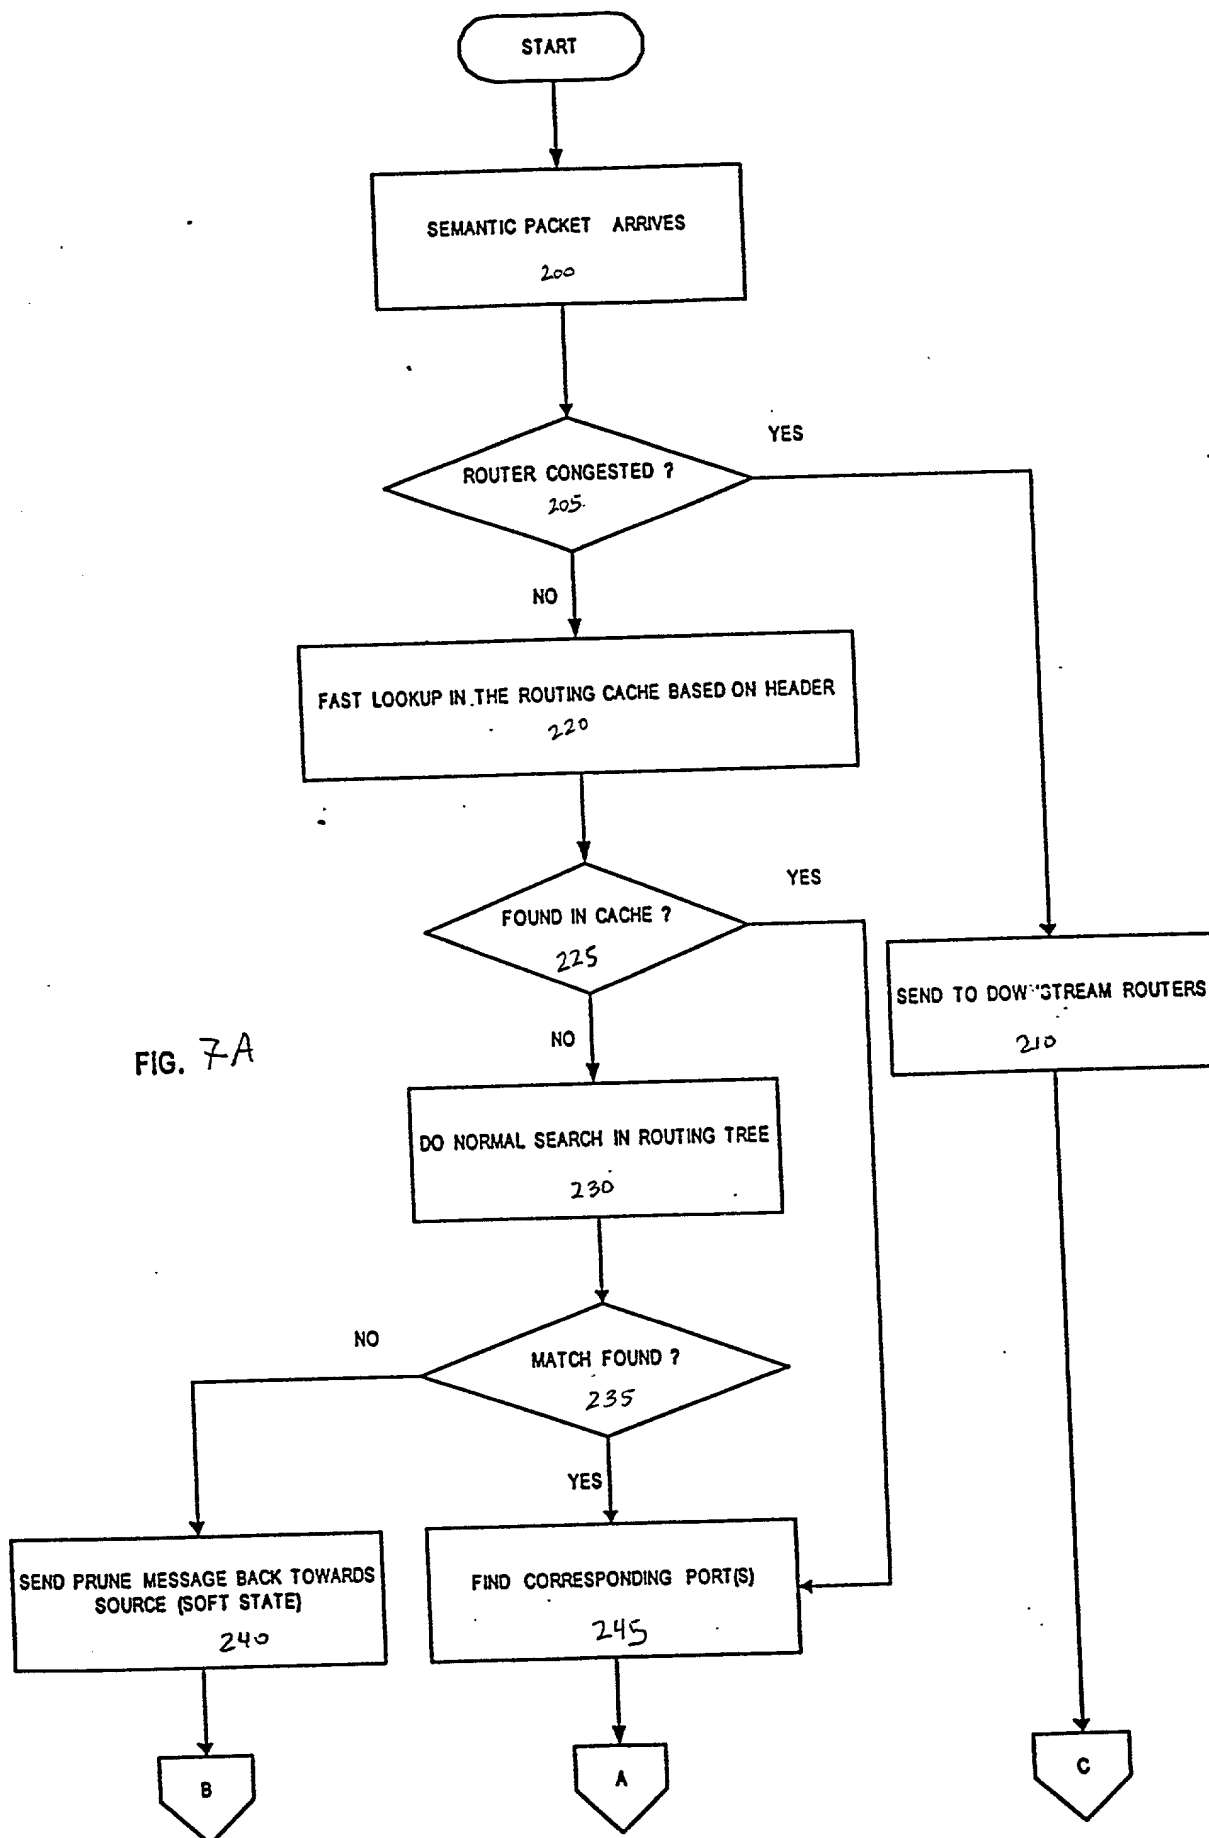 START
SEMANTIC PACKET ARRIVES
200
YES
ROUTER CONGESTED ?
205.
NO
FAST LOOKUP IN THE ROUTING CACHE BASED ON HEADER
220
YES
FOUND IN CACHE ?
225
SEND TO ROUTERS
210
NO
FIG. 7A
DO NORMAL SEARCH IN ROUTING TREE
230
NO
MATCH FOUND ?
235
YES
SEND PRUNE MESSAGE BACK TOWARDS
SOURCE (SOFT STATE)
240
FIND CORRESPONDING PORT(S)
245
B
A
C